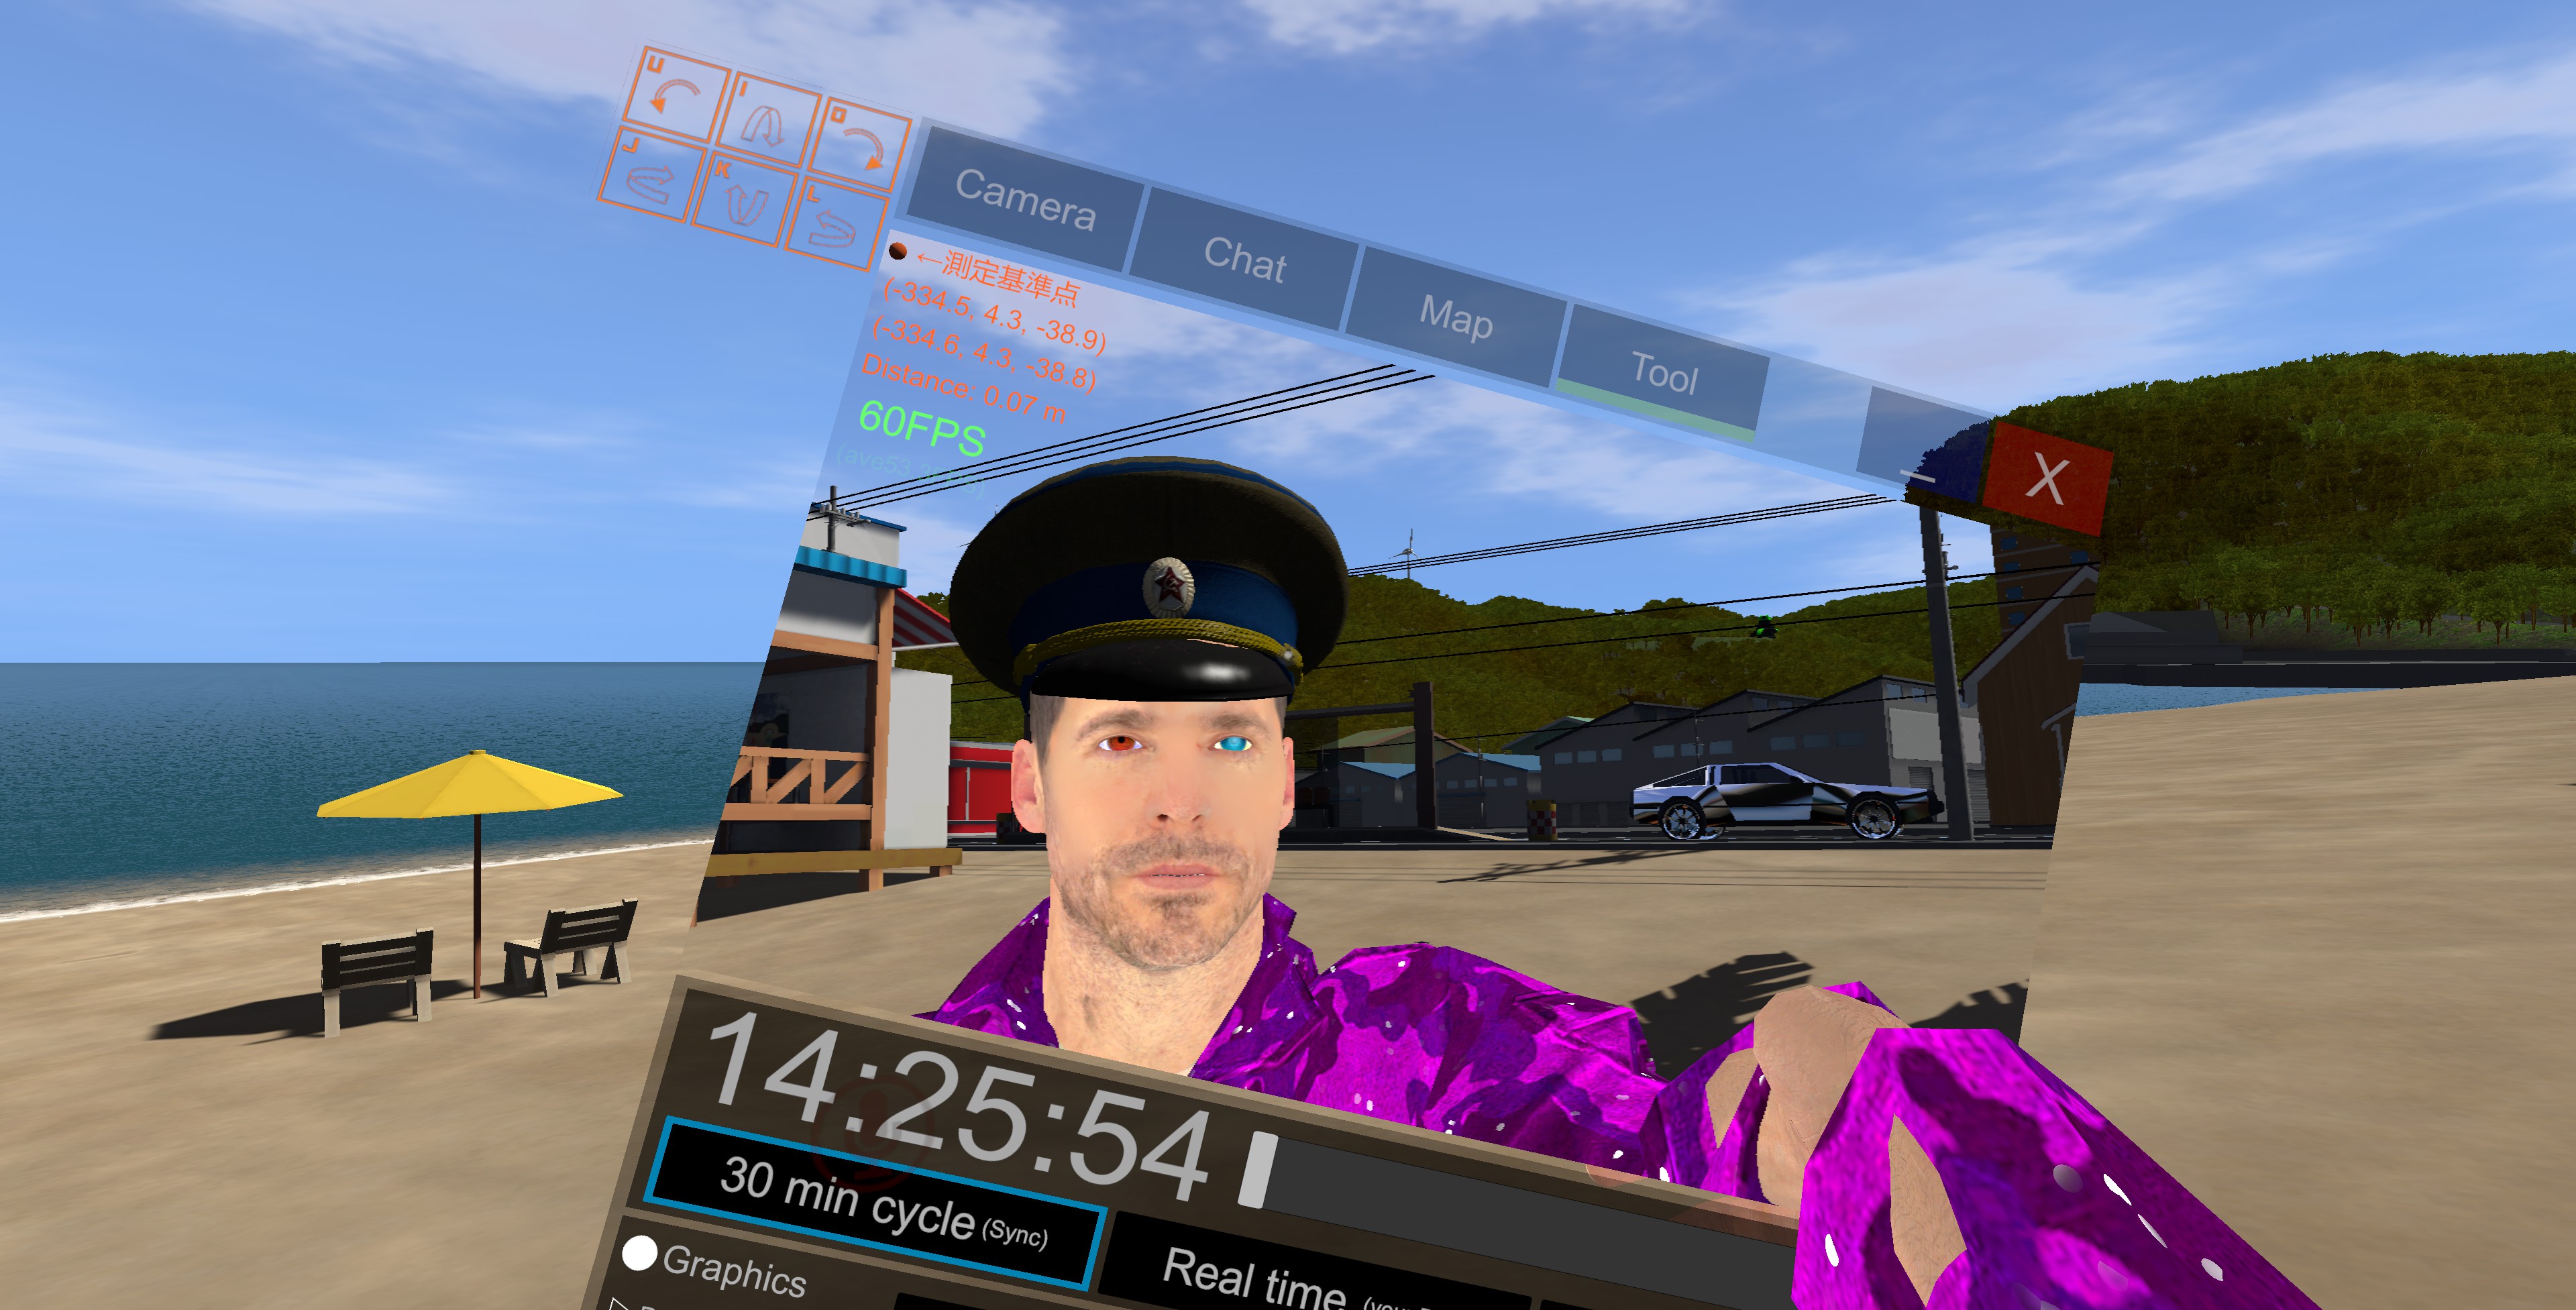 U
I
O
J
K
L
Camera
Chat
Map
Tool
X
←測定基準点
(-334.5, 4.3, -38.9)
(-334.6, 4.3, -38.8)
Distance: 0.07 m
60FPS
14:25:54
30 min cycle (Sync)
Real time
Graphics